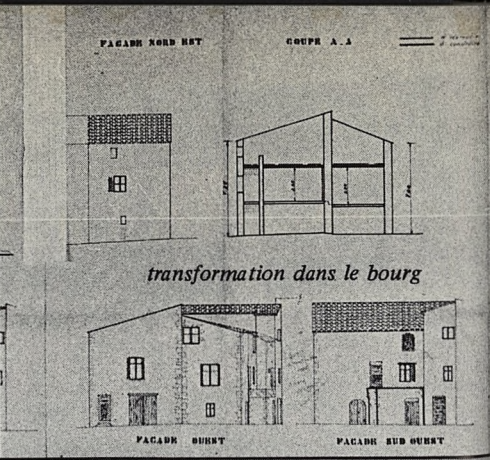 FACADE NORD EST
COUPE A.A
transformation dans le bourg
FACADE OUEST
FACADE SUD OUEST